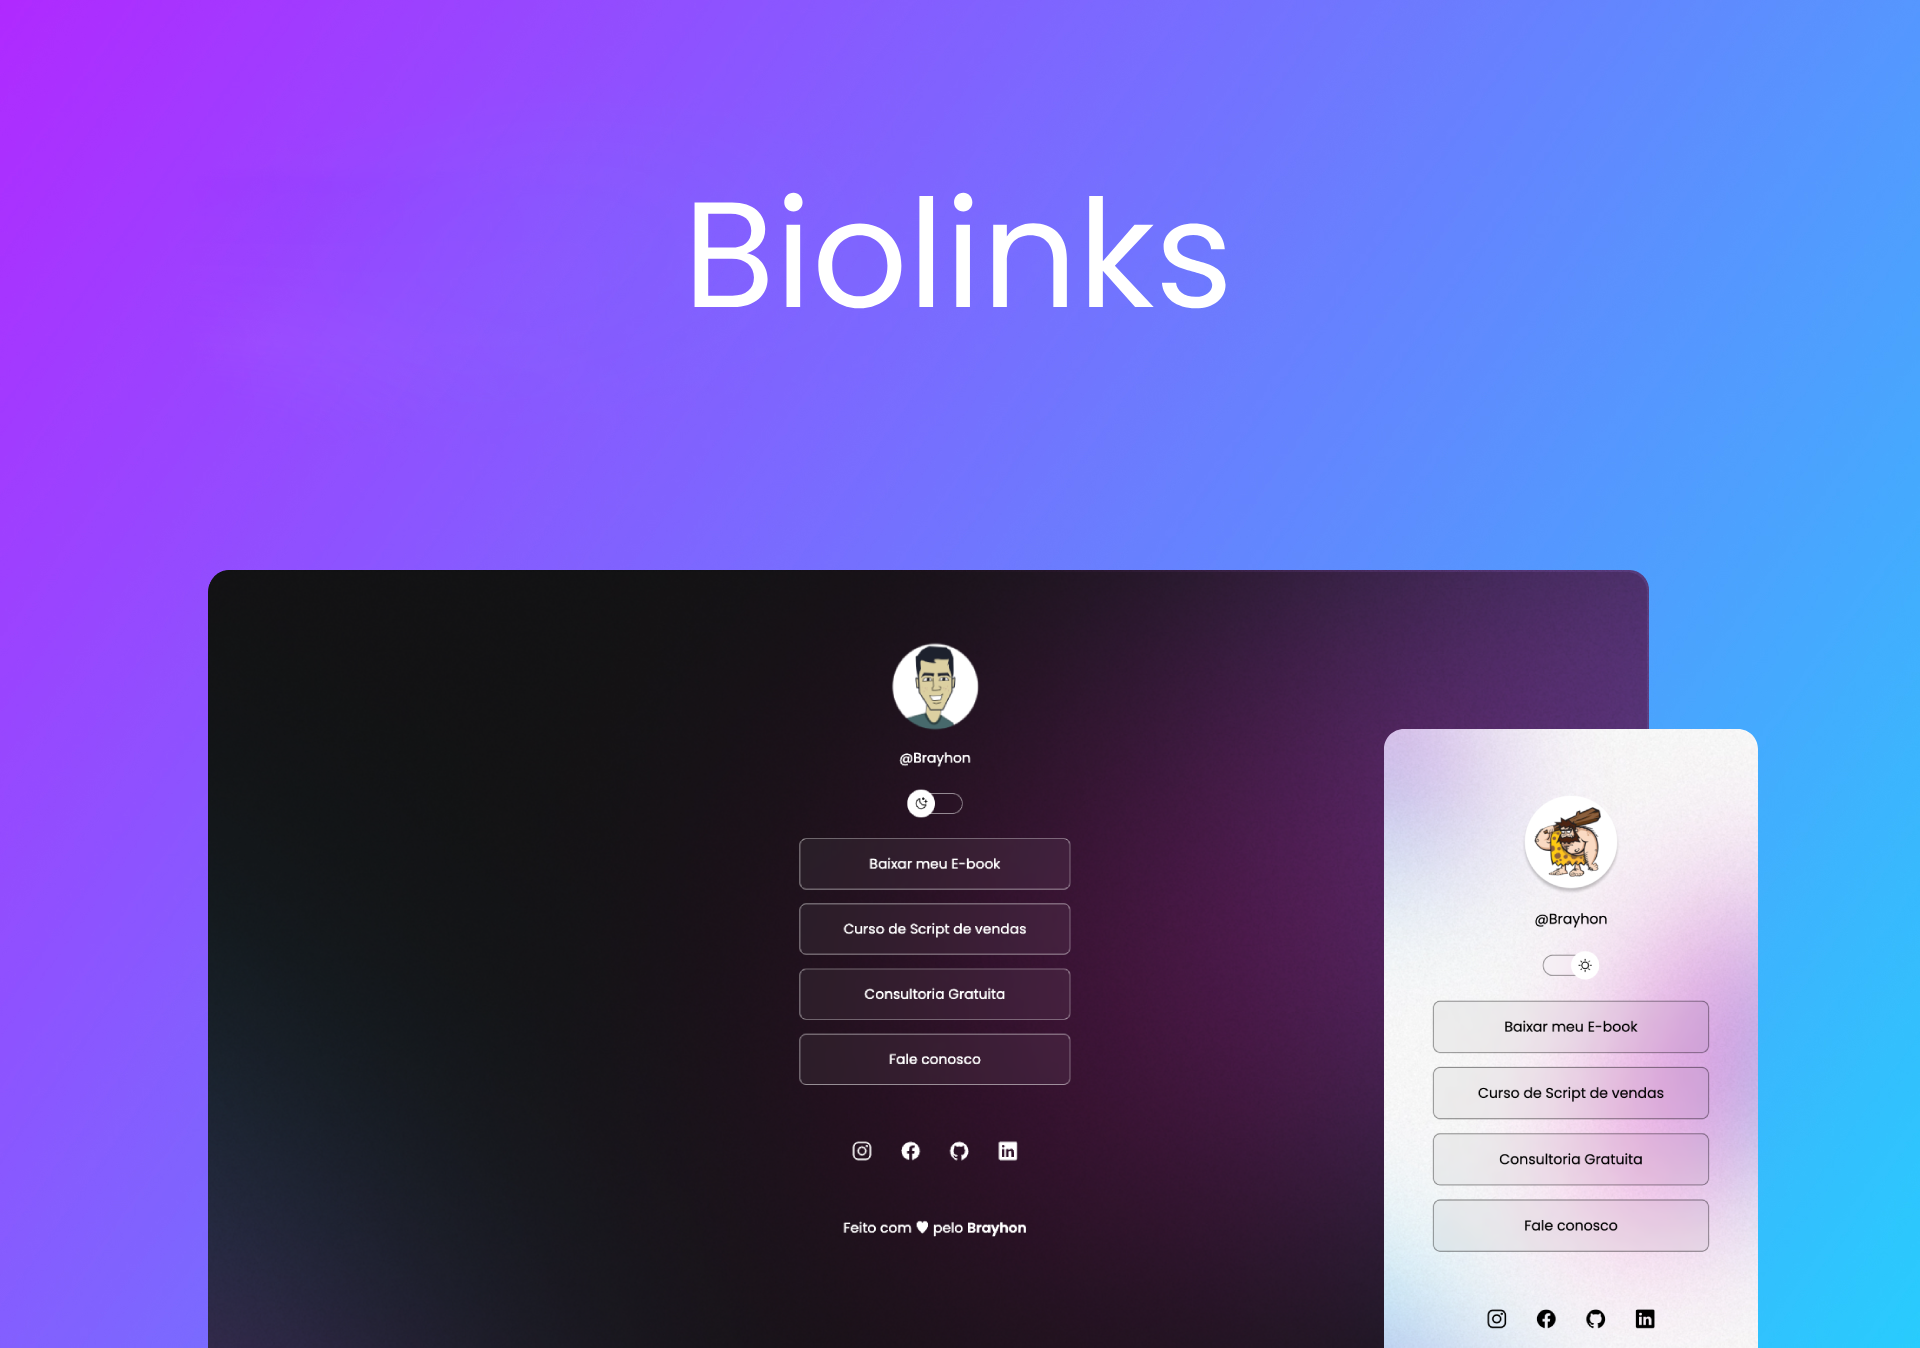 Biolinks
@Brayhon
Baixar meu E-book
Curso de Script de vendas
Consultoria Gratuita
Fale conosco
Feito com ♥ pelo Brayhon
@Brayhon
Baixar meu E-book
Curso de Script de vendas
Consultoria Gratuita
Fale conosco